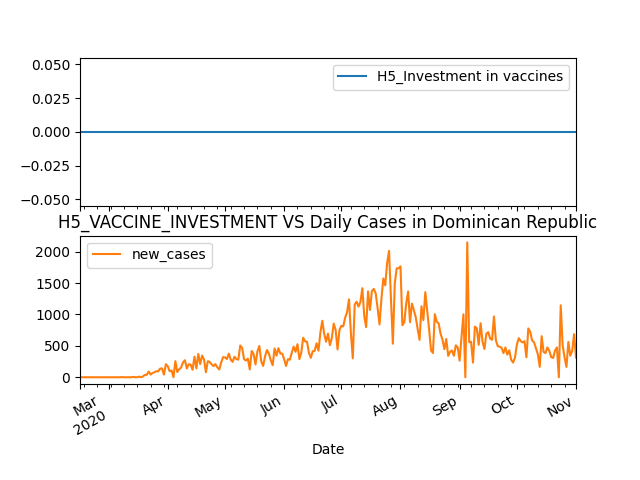 0.050
H5_Investment in vaccines
0.025
0.000
−0.025
−0.050
H5_VACCINE_INVESTMENT VS Daily Cases in Dominican Republic
2000
new_cases
1500
1000
500
0
Mar
2020
Apr
May
Jun
Jul
Aug
Sep
Oct
Nov
Date